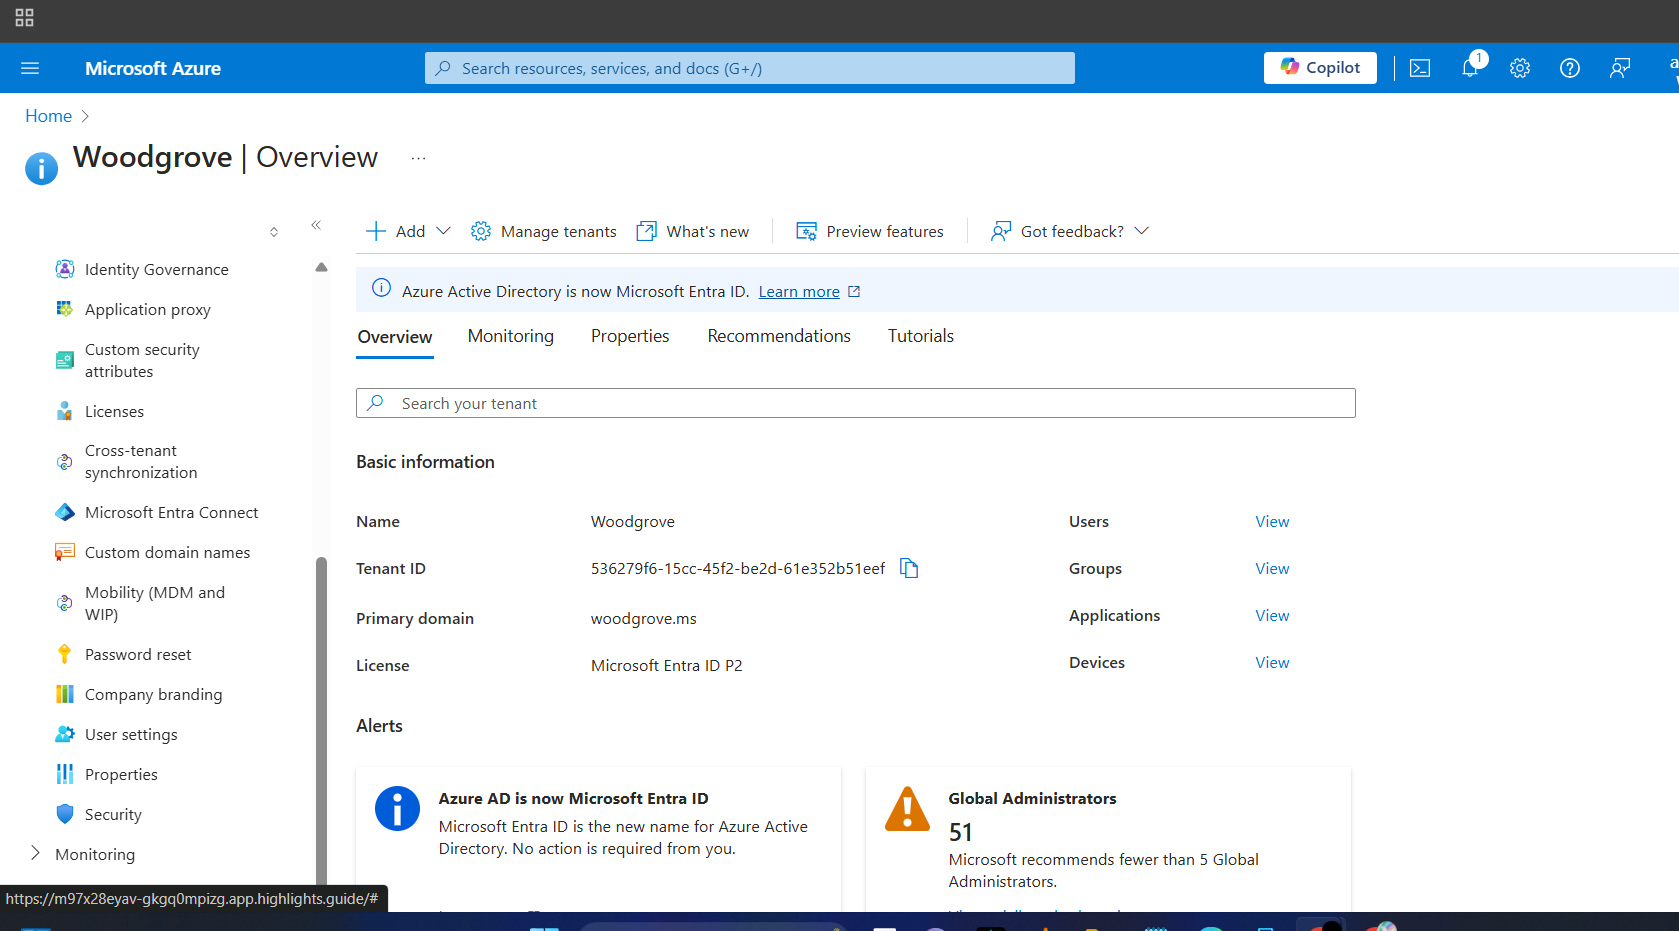 Microsoft Azure
Search resources, services, and docs (G+/)
Copilot
1
Home
Woodgrove | Overview
...
Add
Manage tenants
What's new
Preview features
Got feedback?
Identity Governance
Application proxy
Custom security
attributes
Licenses
Cross-tenant
synchronization
Microsoft Entra Connect
Custom domain names
Mobility (MDM and
WIP)
Password reset
Company branding
User settings
Properties
Security
Monitoring
Azure Active Directory is now Microsoft Entra ID. Learn more
Overview
Monitoring
Properties
Recommendations
Tutorials
Search your tenant
Basic information
Name
Woodgrove
Users
View
Tenant ID
536279f6-15cc-45f2-be2d-61e352b51eef
Groups
View
Primary domain
woodgrove.ms
Applications
View
License
Microsoft Entra ID P2
Devices
View
Alerts
Azure AD is now Microsoft Entra ID
Microsoft Entra ID is the new name for Azure Active
Directory. No action is required from you.
Global Administrators
51
Microsoft recommends fewer than 5 Global
Administrators.
https://m97x28eyav-gkgq0mpizg.app.highlights.guide/#